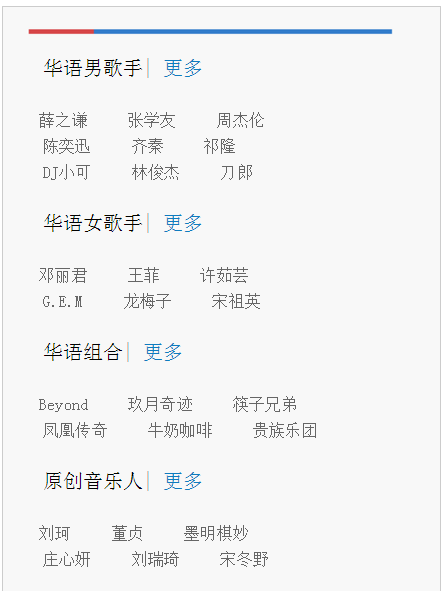 华语男歌手| 更多
薛之谦 张学友 周杰伦
陈奕迅 齐秦 祁隆
DJ小可 林俊杰 刀郎
华语女歌手| 更多
邓丽君 王菲 许茹芸
G.E.M 龙梅子 宋祖英
华语组合| 更多
Beyond 玖月奇迹 筷子兄弟
凤凰传奇 牛奶咖啡 贵族乐团
原创音乐人| 更多
刘珂 董贞 墨明棋妙
庄心妍 刘瑞琦 宋冬野